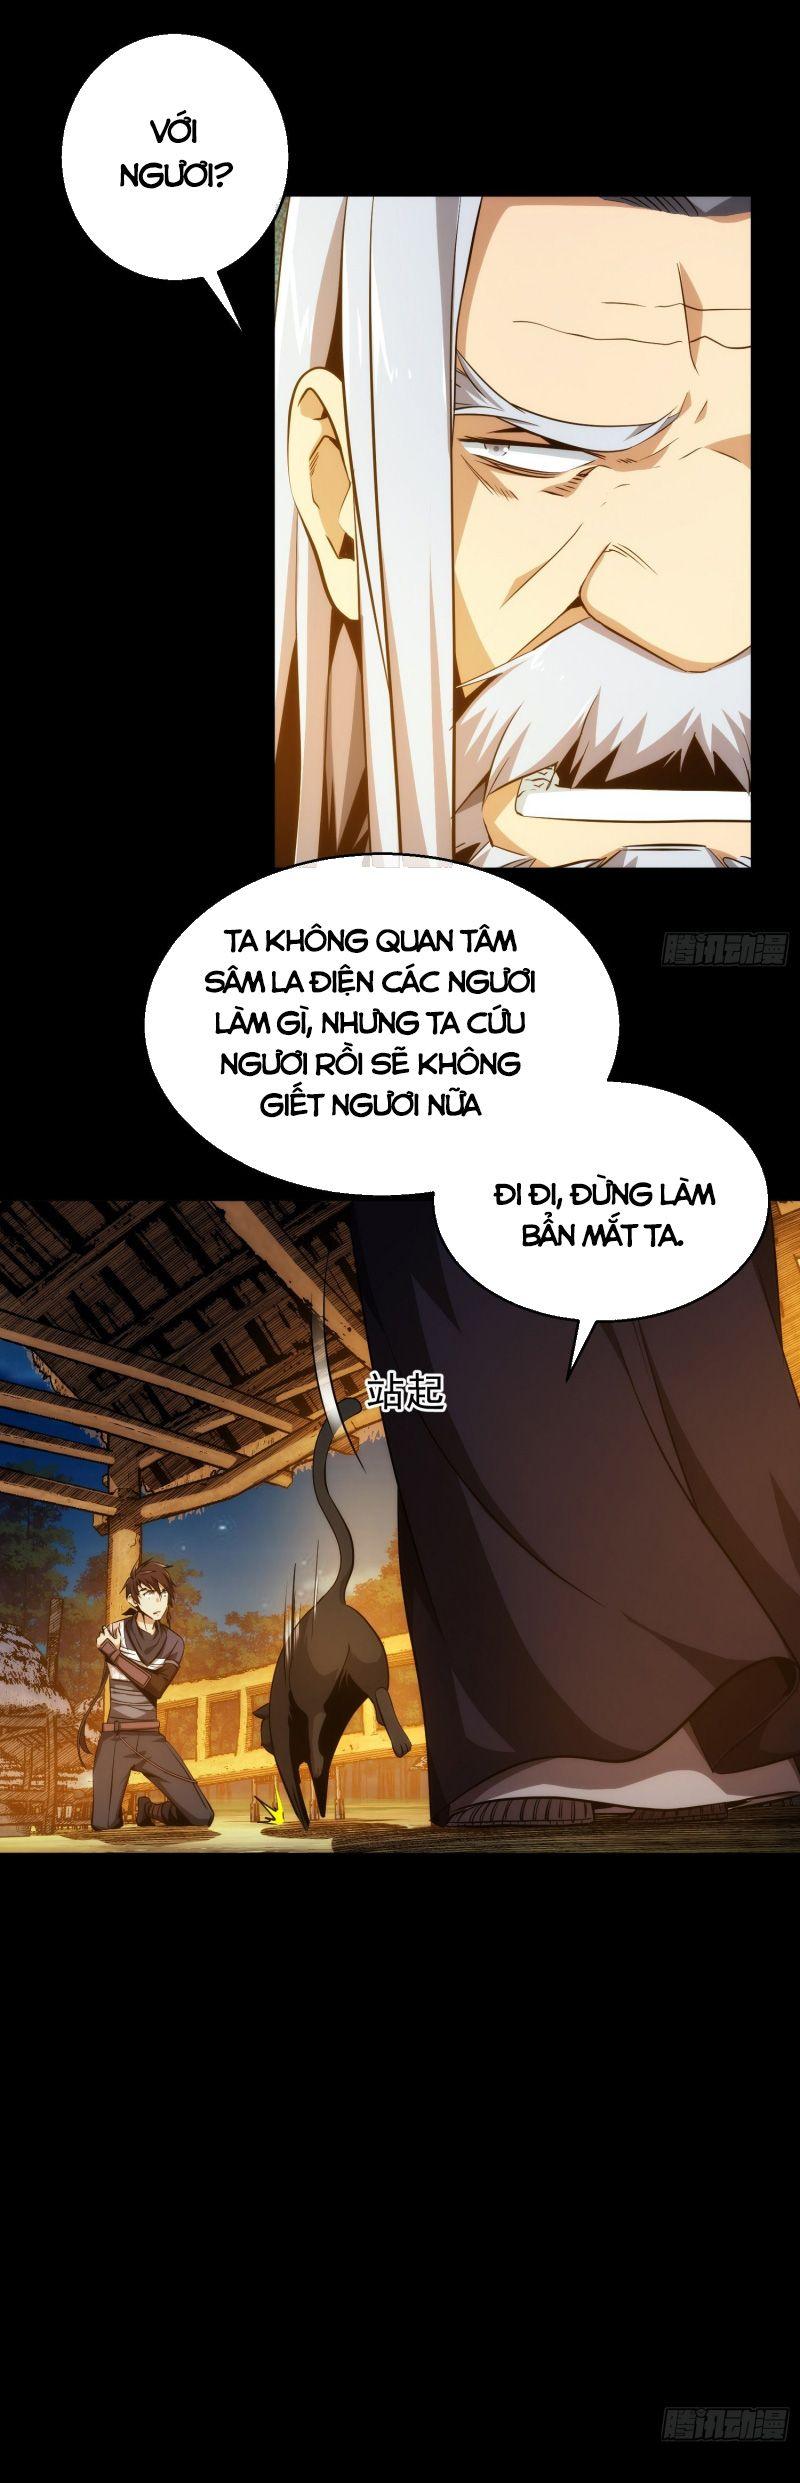 VỚI
NGƯƠI?
TA KHÔNG QUAN TÂM
SÂM LA ĐIỆN CÁC NGƯƠI
LÀM GÌ, NHƯNG TA CỨU
NGƯƠI RỒI SẼ KHÔNG
GIẾT NGƯƠI NỮA
腾讯动漫
ĐI ĐI, ĐỪNG LÀM
BẨN MẮT TA.
站起
腾讯动漫